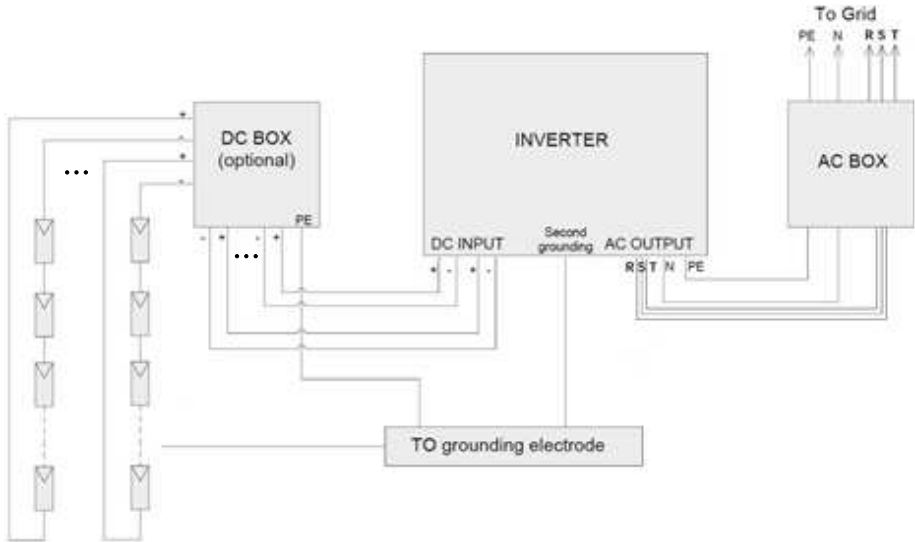 To Grid
PE N R S T
+
-
+
-
...
DC BOX
(optional)
PE
INVERTER
DC INPUT
Second
grounding
AC OUTPUT
AC BOX
- + ... - +
+ - + -
R S T N PE
TO grounding electrode